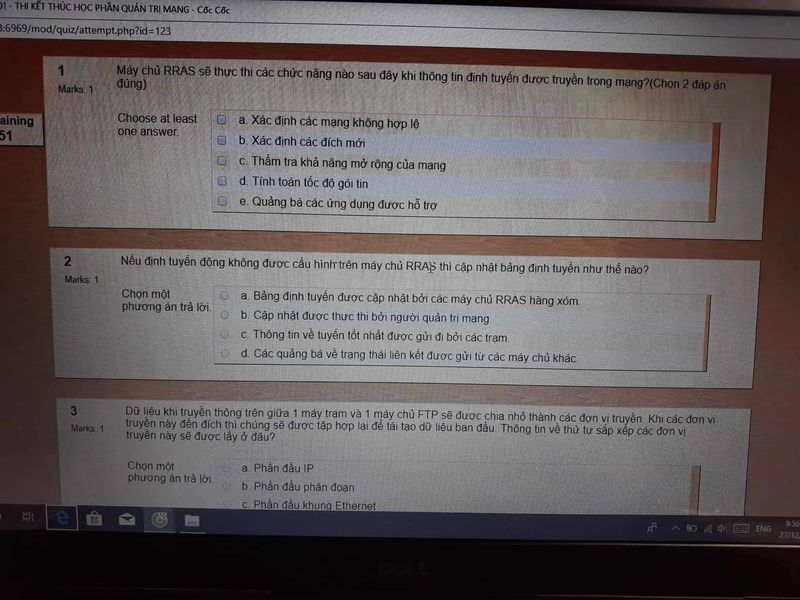 01 - THI KẾT THÚC HỌC PHẦN QUẢN TRỊ MẠNG - Cốc Cốc
:6969/mod/quiz/attempt.php?id=123
aining
51
1
Marks: 1
Máy chủ RRAS sẽ thực thi các chức năng nào sau đây khi thông tin định tuyến được truyền trong mạng?(Chọn 2 đáp án
đúng)
Choose at least
one answer.
a. Xác định các mạng không hợp lệ
b. Xác định các đích mới
c. Thẩm tra khả năng mở rộng của mạng
d. Tính toán tốc độ gói tin
e. Quảng bá các ứng dụng được hỗ trợ
2
Marks: 1
Nếu định tuyến động không được cấu hình trên máy chủ RRAS thì cập nhật bảng định tuyến như thế nào?
Chọn một
phương án trả lời.
a. Bảng định tuyến được cập nhật bởi các máy chủ RRAS hàng xóm.
b. Cập nhật được thực thi bởi người quản trị mạng.
c. Thông tin về tuyến tốt nhất được gửi đi bởi các trạm.
d. Các quảng bá về trạng thái liên kết được gửi từ các máy chủ khác.
3
Marks: 1
Dữ liệu khi truyền thông trên giữa 1 máy trạm và 1 máy chủ FTP sẽ được chia nhỏ thành các đơn vị truyền. Khi các đơn vị
truyền này đến đích thì chúng sẽ được tập hợp lại để tái tạo dữ liệu ban đầu. Thông tin về thứ tự sắp xếp các đơn vị
truyền này sẽ được lấy ở đâu?
Chọn một
phương án trả lời.
a. Phần đầu IP
b. Phần đầu phân đoạn
c. Phần đầu khung Ethernet
ENG
9:56
27/12/
DELL